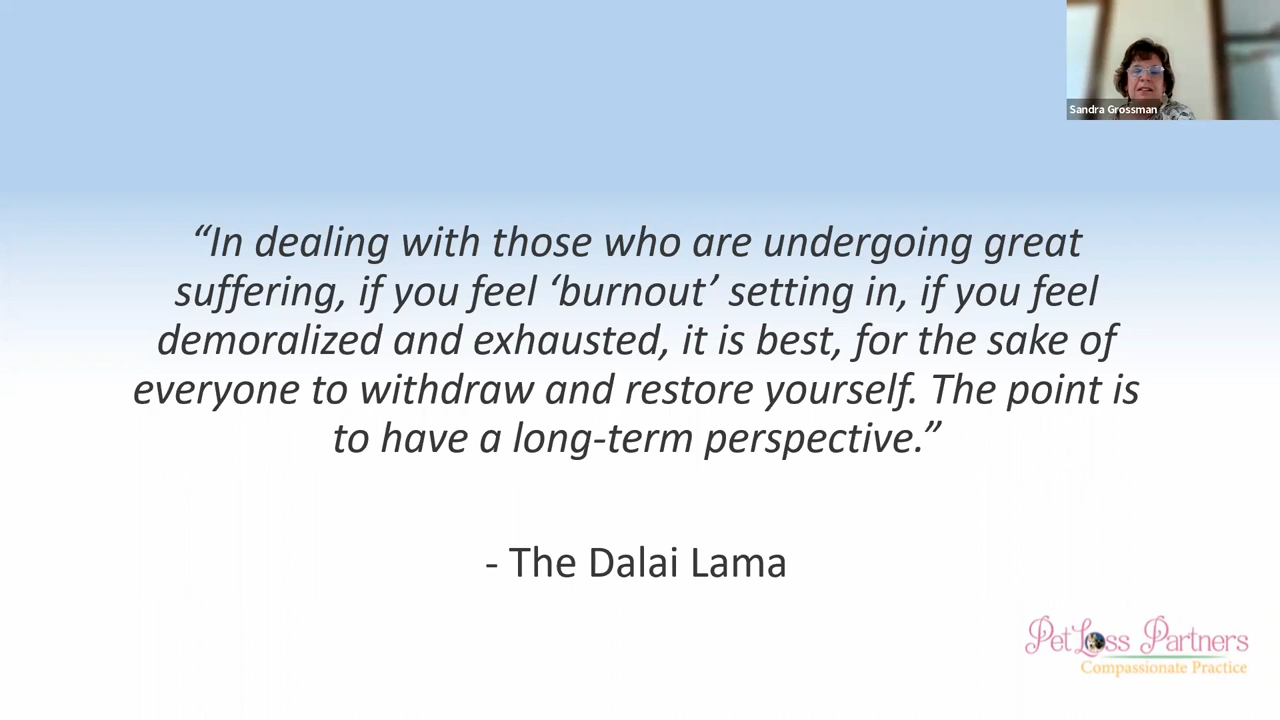 Sandra Grossman
“In dealing with those who are undergoing great
suffering, if you feel ‘burnout’ setting in, if you feel
demoralized and exhausted, it is best, for the sake of
everyone to withdraw and restore yourself. The point is
to have a long-term perspective.”
- The Dalai Lama
PetLoss Partners
Compassionate Practice